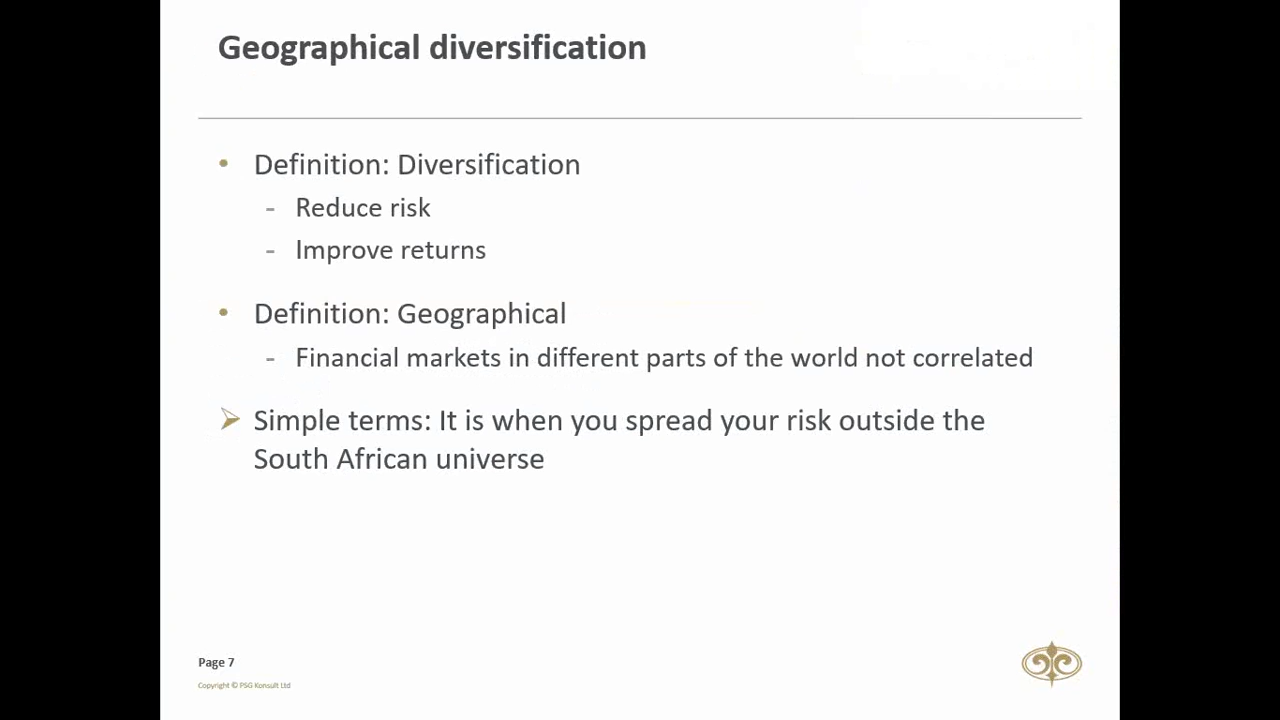 Geographical diversification
• Definition: Diversification
- Reduce risk
- Improve returns
• Definition: Geographical
- Financial markets in different parts of the world not correlated
➢ Simple terms: It is when you spread your risk outside the
South African universe
Page 7
Copyright © PSG Konsult Ltd